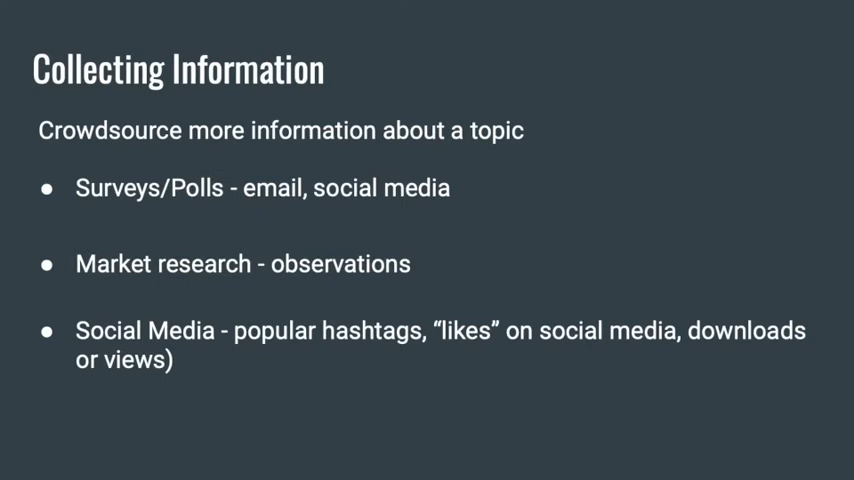 Collecting Information
Crowdsource more information about a topic
● Surveys/Polls - email, social media
● Market research - observations
● Social Media - popular hashtags, “likes” on social media, downloads
or views)